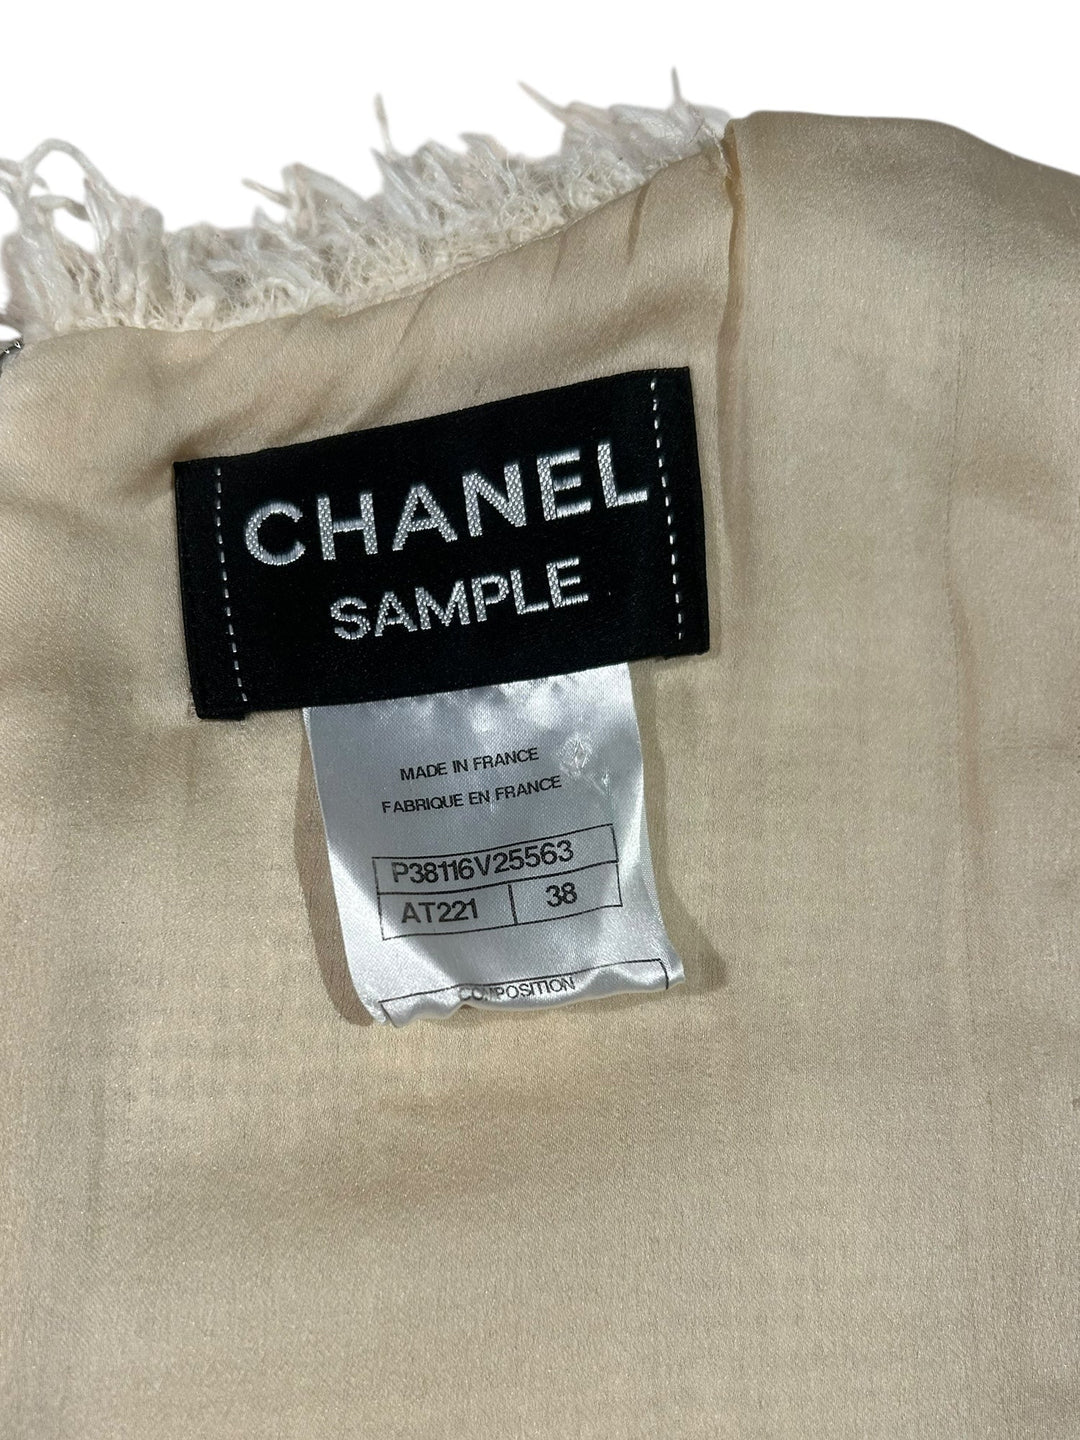 CHANEL
SAMPLE
MADE IN FRANCE
FABRIQUE EN FRANCE
P38116V25563
AT221 38
COMPOSITION